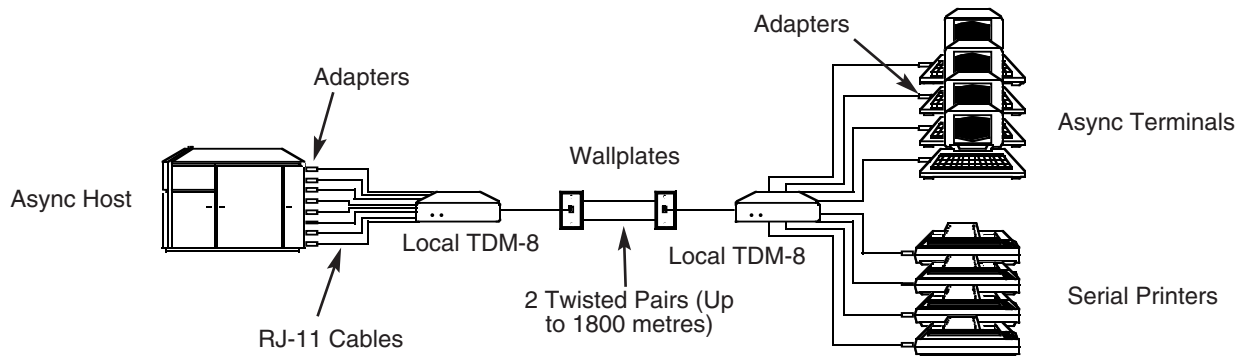 Adapters
Adapters
Async Terminals
Wallplates
Async Host
Local TDM-8
Local TDM-8
2 Twisted Pairs (Up
to 1800 metres)
Serial Printers
RJ-11 Cables